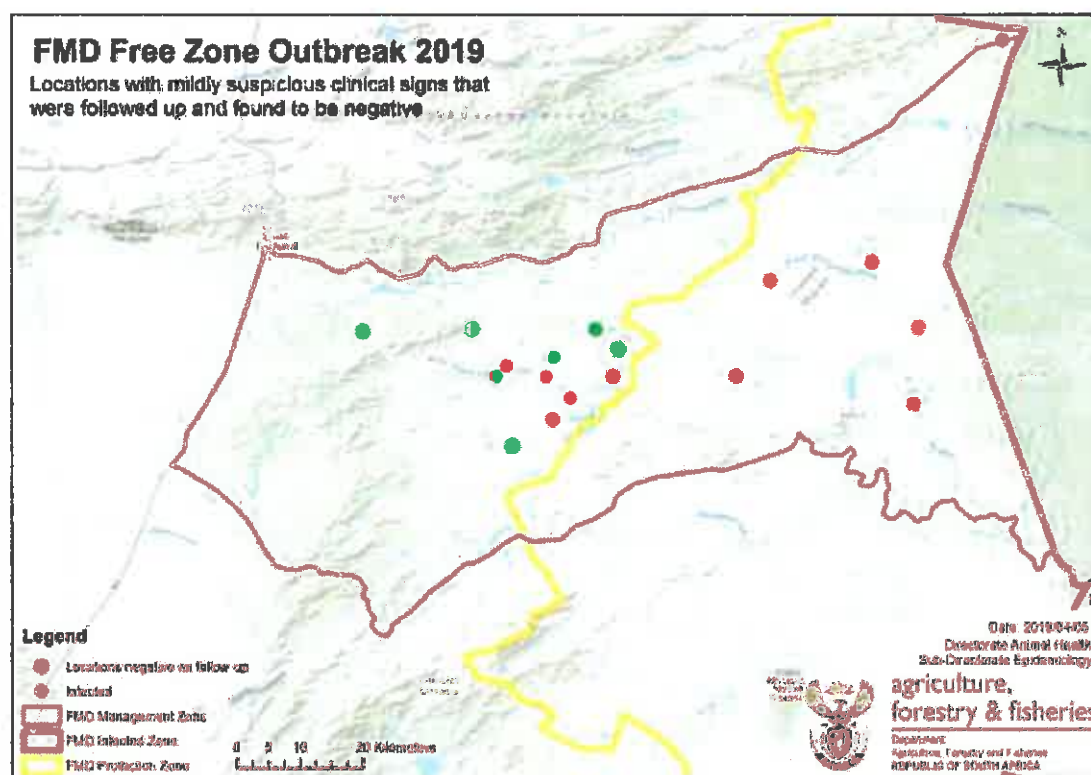 FMD Free Zone Outbreak 2019
Locations with mildly suspicious clinical signs that
were followed up and found to be negative
Legend
Locations negative on follow up
Infected
FMD Management Zone
FMD Infected Zone
FMD Protection Zone
0 5 10 20 Kilometers
Date: 2019/04/05
Directorate Animal Health
Sub-Directorate Epidemiology
agriculture,
forestry & fisheries
Department:
Agriculture, Forestry and Fisheries
REPUBLIC OF SOUTH AFRICA